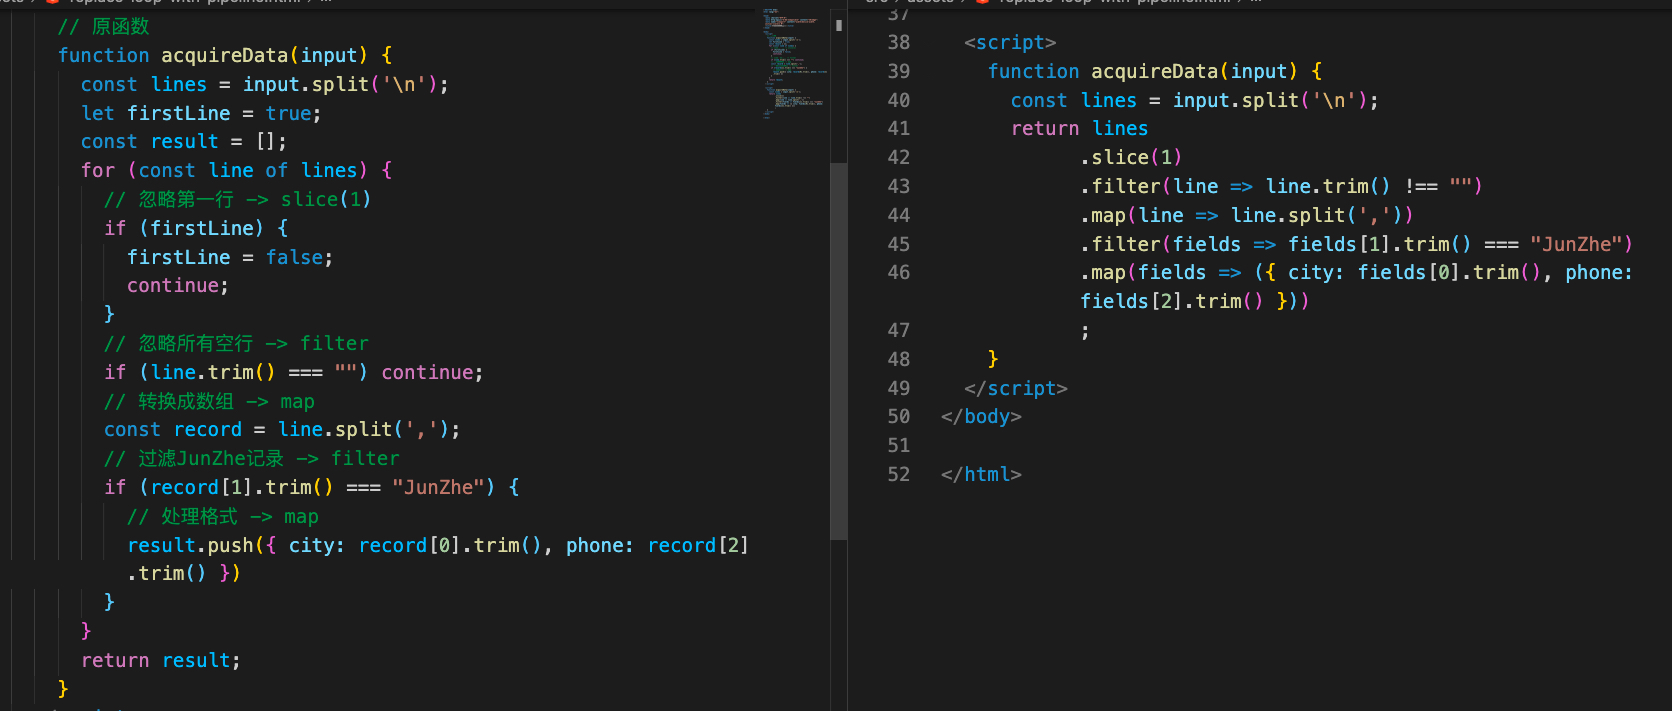 // 原函数
function acquireData(input) {
const lines = input.split('\n');
let firstLine = true;
const result = [];
for (const line of lines) {
// 忽略第一行 -> slice(1)
if (firstLine) {
firstLine = false;
continue;
}
// 忽略所有空行 -> filter
if (line.trim() === "") continue;
// 转换成数组 -> map
const record = line.split(',');
// 过滤JunZhe记录 -> filter
if (record[1].trim() === "JunZhe") {
// 处理格式 -> map
result.push({ city: record[0].trim(), phone: record[2]
.trim() })
}
}
return result;
}
37
38 <script>
39 function acquireData(input) {
40 const lines = input.split('\n');
41 return lines
42 .slice(1)
43 .filter(line => line.trim() !== "")
44 .map(line => line.split(','))
45 .filter(fields => fields[1].trim() === "JunZhe")
46 .map(fields => ({ city: fields[0].trim(), phone:
fields[2].trim() }))
47 ;
48 }
49 </script>
50 </body>
51
52 </html>